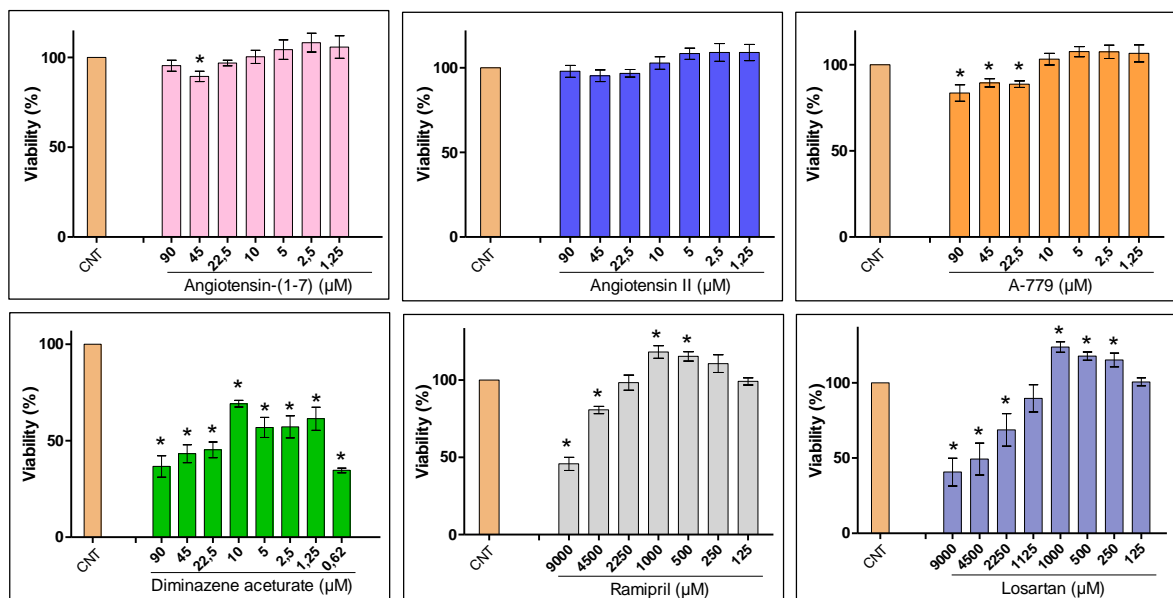 Viability (%)
100
50
0
CNT
90
45
22,5
10
5
2,5
1,25
*
Angiotensin-(1-7) (µM)
Viability (%)
100
50
0
CNT
90
45
22,5
10
5
2,5
1,25
Angiotensin II (µM)
Viability (%)
100
50
0
CNT
90
45
22,5
10
5
2,5
1,25
* * *
A-779 (µM)
Viability (%)
100
50
0
CNT
90
45
22,5
10
5
2,5
1,25
0,62
* * * * * * * *
Diminazene aceturate (µM)
Viability (%)
100
50
0
CNT
9000
4500
2250
1000
500
250
125
* * * *
Ramipril (µM)
Viability (%)
100
50
0
CNT
9000
4500
2250
1125
1000
500
250
125
* * * * * *
Losartan (µM)